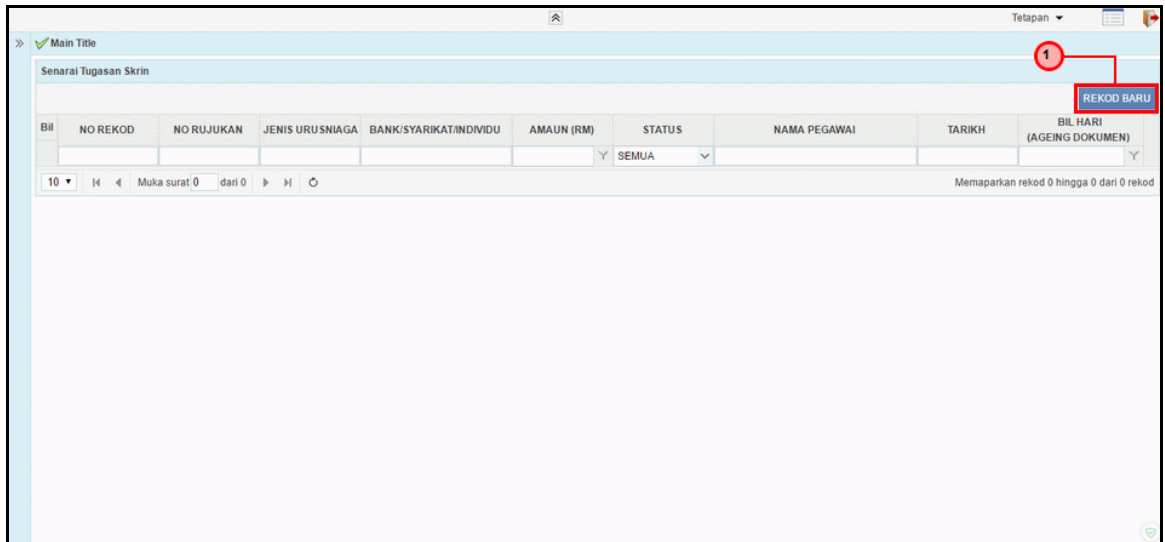 Tetapan
Main Title
Senarai Tugasan Skrin
1
REKOD BARU
Bil NO REKOD NO RUJUKAN JENIS URUSNIAGA BANK/SYARIKAT/INDIVIDU AMAUN (RM) STATUS NAMA PEGAWAI TARIKH BIL HARI
(AGEING DOKUMEN)
SEMUA
10 Muka surat 0 dari 0 Memaparkan rekod 0 hingga 0 dari 0 rekod